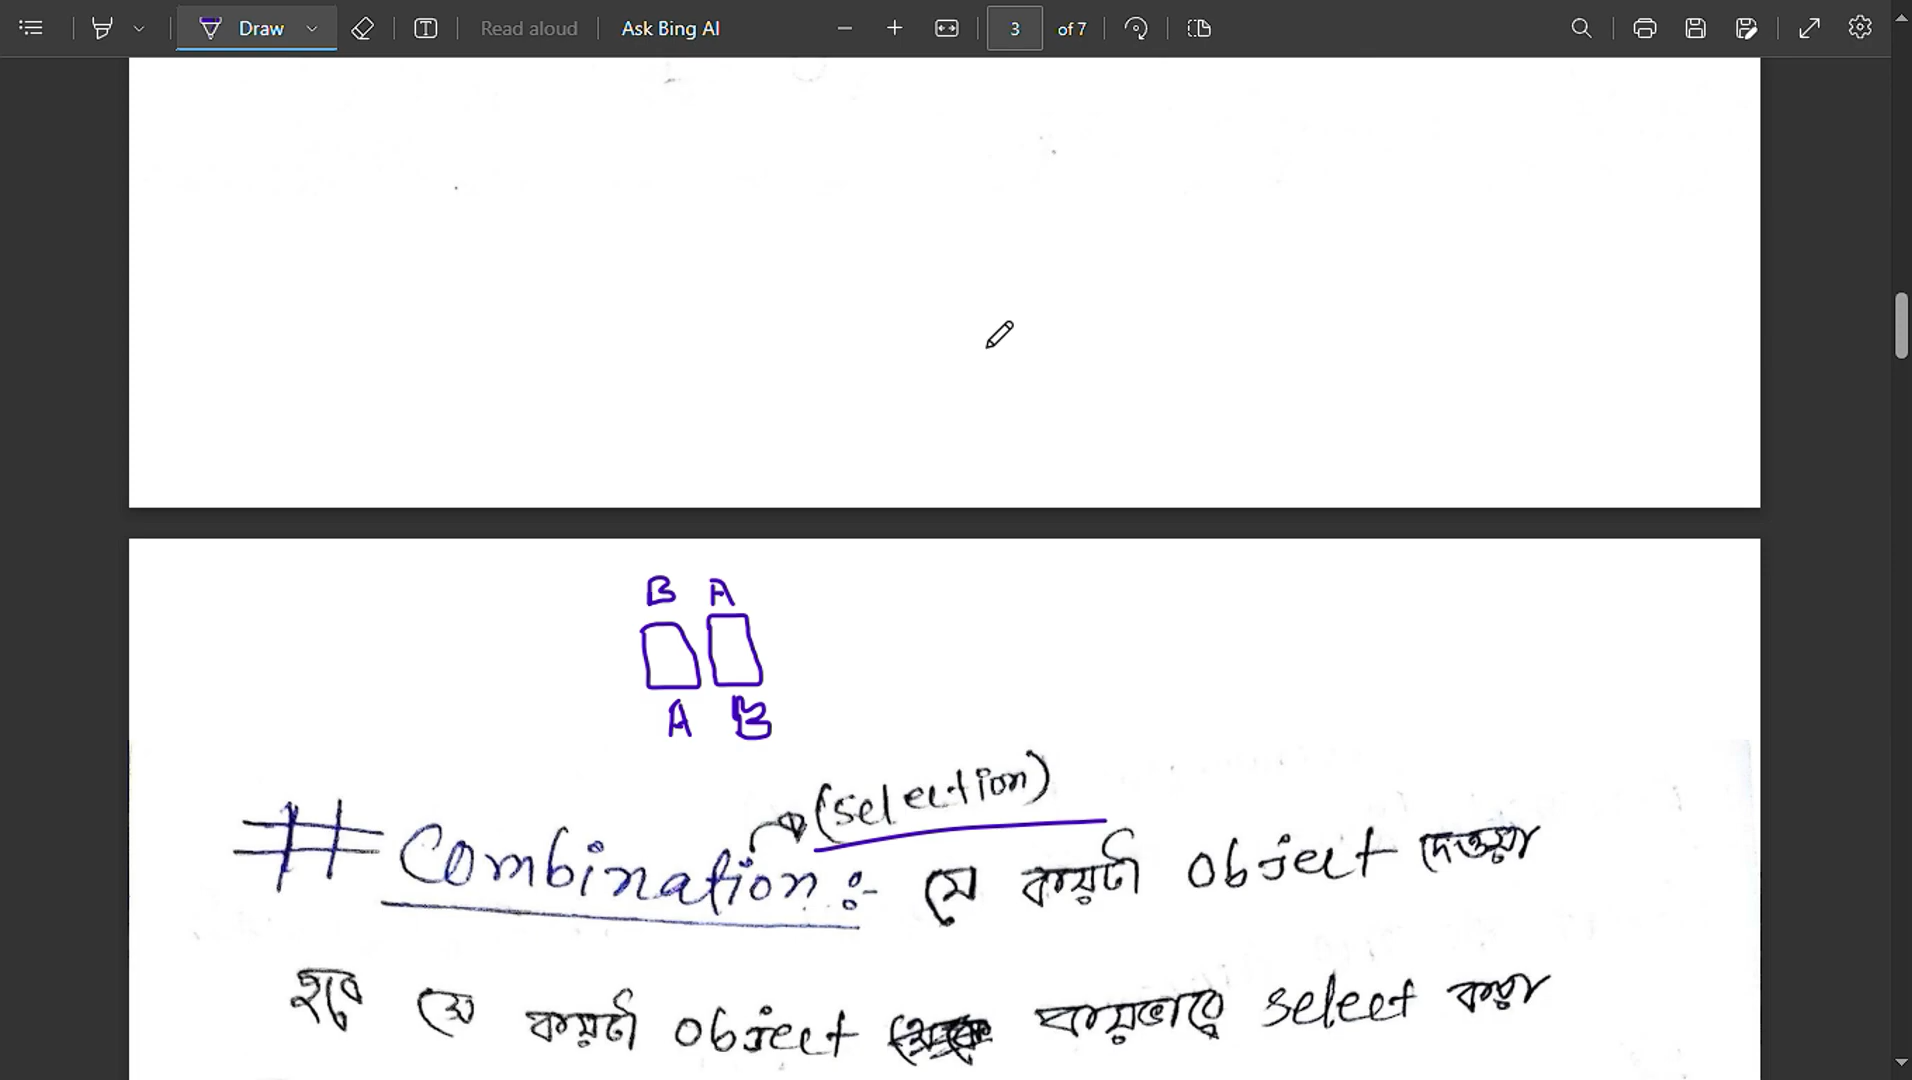 Draw
Read aloud
Ask Bing AI
3
of 7
B A
A B
(selection)
# Combination :- যে কয়টা object দেওয়া
হবে সে কয়টা object কয়ভাবে select করা